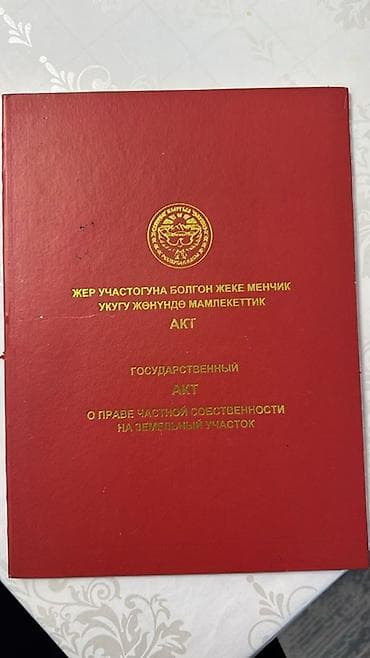 ЖЕР УЧАСТОГУНА БОЛГОН ЖЕКЕ МЕНЧИК
УКУГУ ЖӨНҮНДӨ МАМЛЕКЕТТИК
АКТ
ГОСУДАРСТВЕННЫЙ
АКТ
О ПРАВЕ ЧАСТНОЙ СОБСТВЕННОСТИ
НА ЗЕМЕЛЬНЫЙ УЧАСТОК